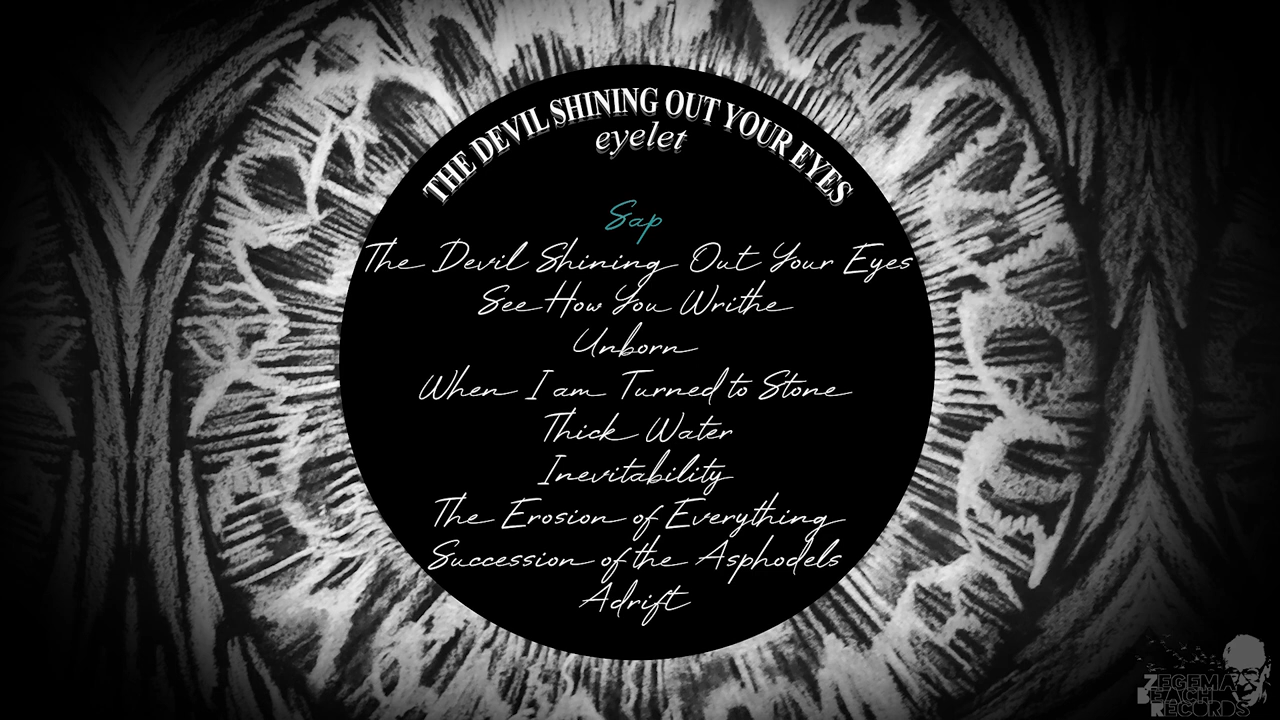 THE DEVIL SHINING OUT YOUR EYES
eyelet
Sap
The Devil Shining Out Your Eyes
See How You Writhe
Unborn
When I am Turned to Stone
Thick Water
Inevitability
The Erosion of Everything
Succession of the Asphodels
Adrift
ZEGEMA
BEACH
RECORDS